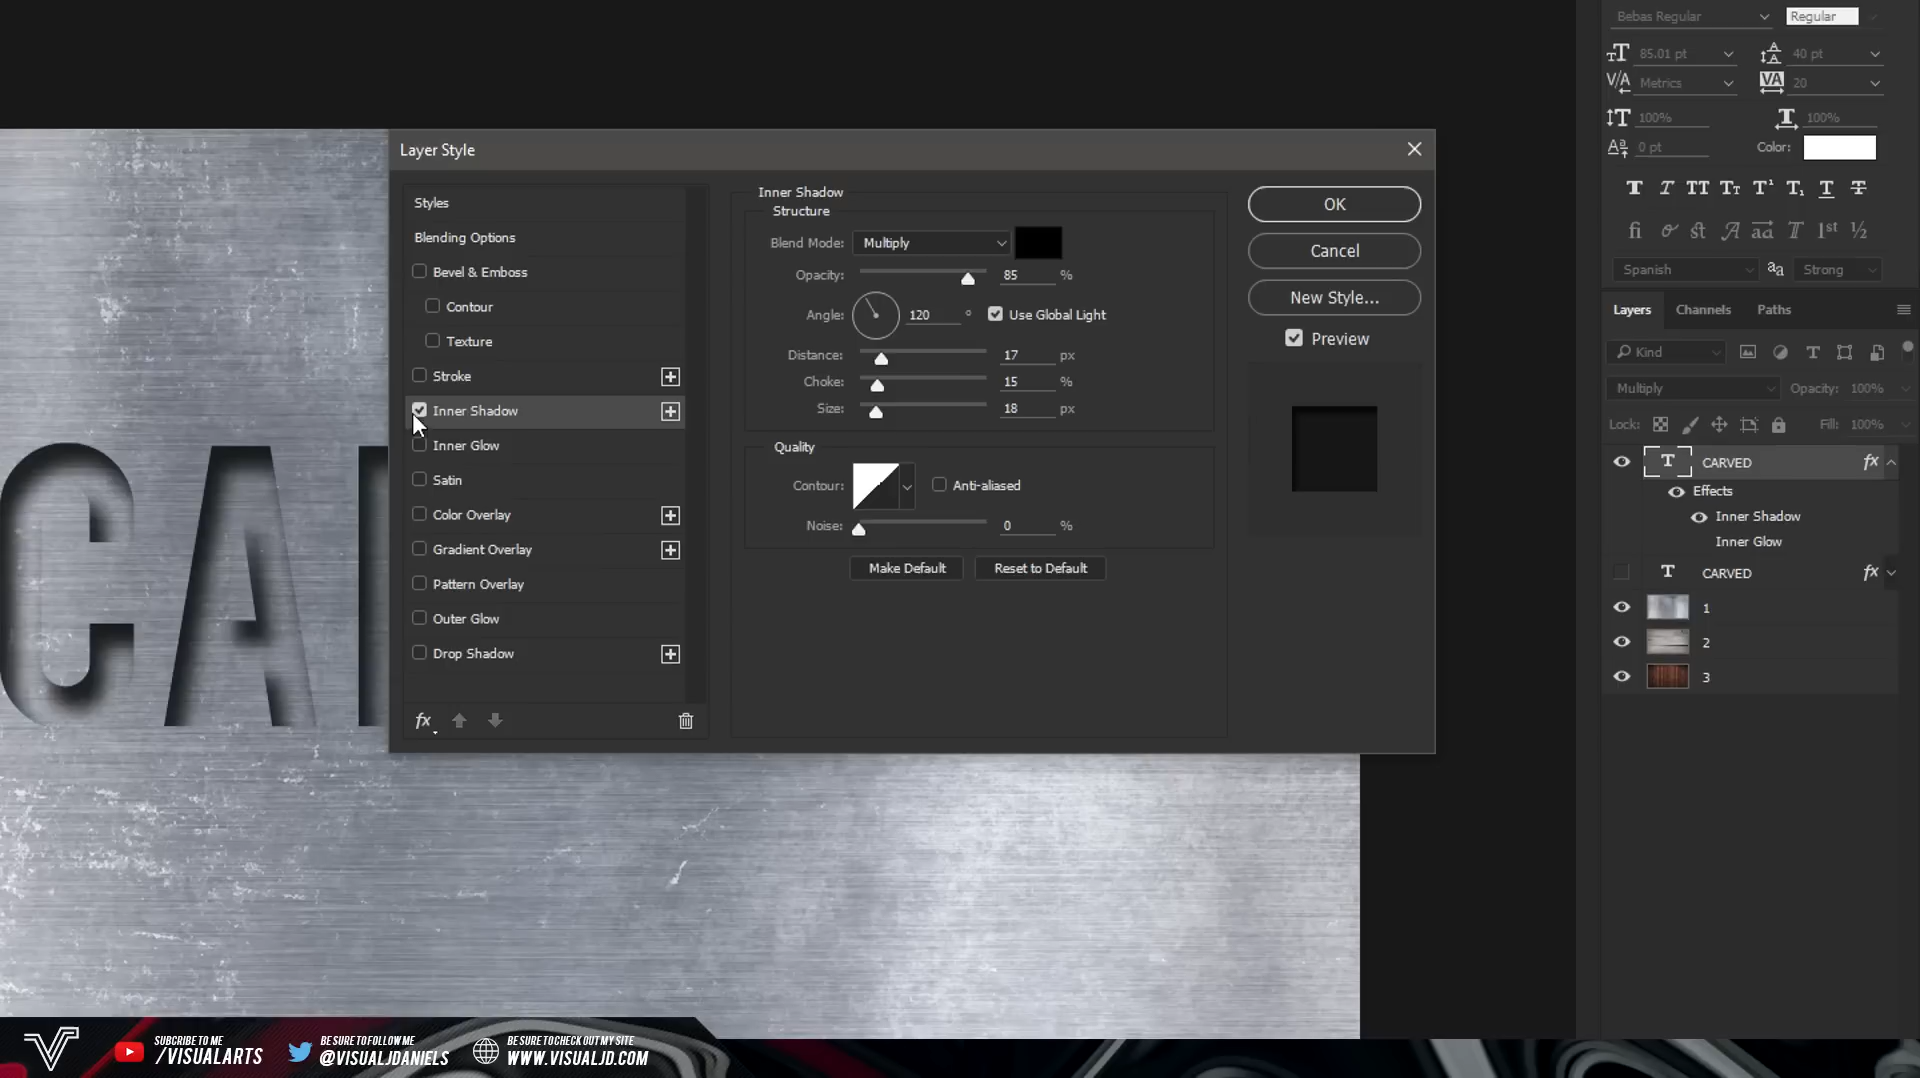 Bebas Regular
Regular
85.01 pt
40 pt
Metrics
20
100%
100%
0 pt
Color:
Spanish
Strong
Layers
Channels
Paths
Kind
Multiply
Opacity: 100%
Lock:
Fill: 100%
CARVED
fx
Effects
Inner Shadow
Inner Glow
CARVED
fx
1
2
3
Layer Style
Styles
Blending Options
Bevel & Emboss
Contour
Texture
Stroke
Inner Shadow
Inner Glow
Satin
Color Overlay
Gradient Overlay
Pattern Overlay
Outer Glow
Drop Shadow
fx
Inner Shadow
Structure
Blend Mode: Multiply
Opacity: 85 %
Angle: 120 ° Use Global Light
Distance: 17 px
Choke: 15 %
Size: 18 px
Quality
Contour: Anti-aliased
Noise: 0 %
Make Default
Reset to Default
OK
Cancel
New Style...
Preview
CA
SUBCRIBE TO ME
/VISUALARTS
BE SURE TO FOLLOW ME
@VISUALJDANIELS
BE SURE TO CHECK OUT MY SITE
WWW.VISUALJD.COM